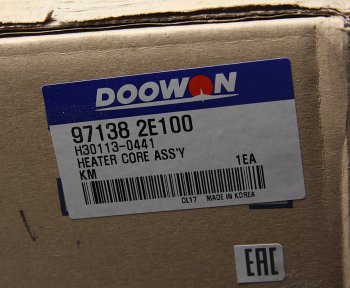 DOOWON
97138 2E100
H30113-0441
HEATER CORE ASS'Y 1EA
KM
DL17 MADE IN KOREA
EAC